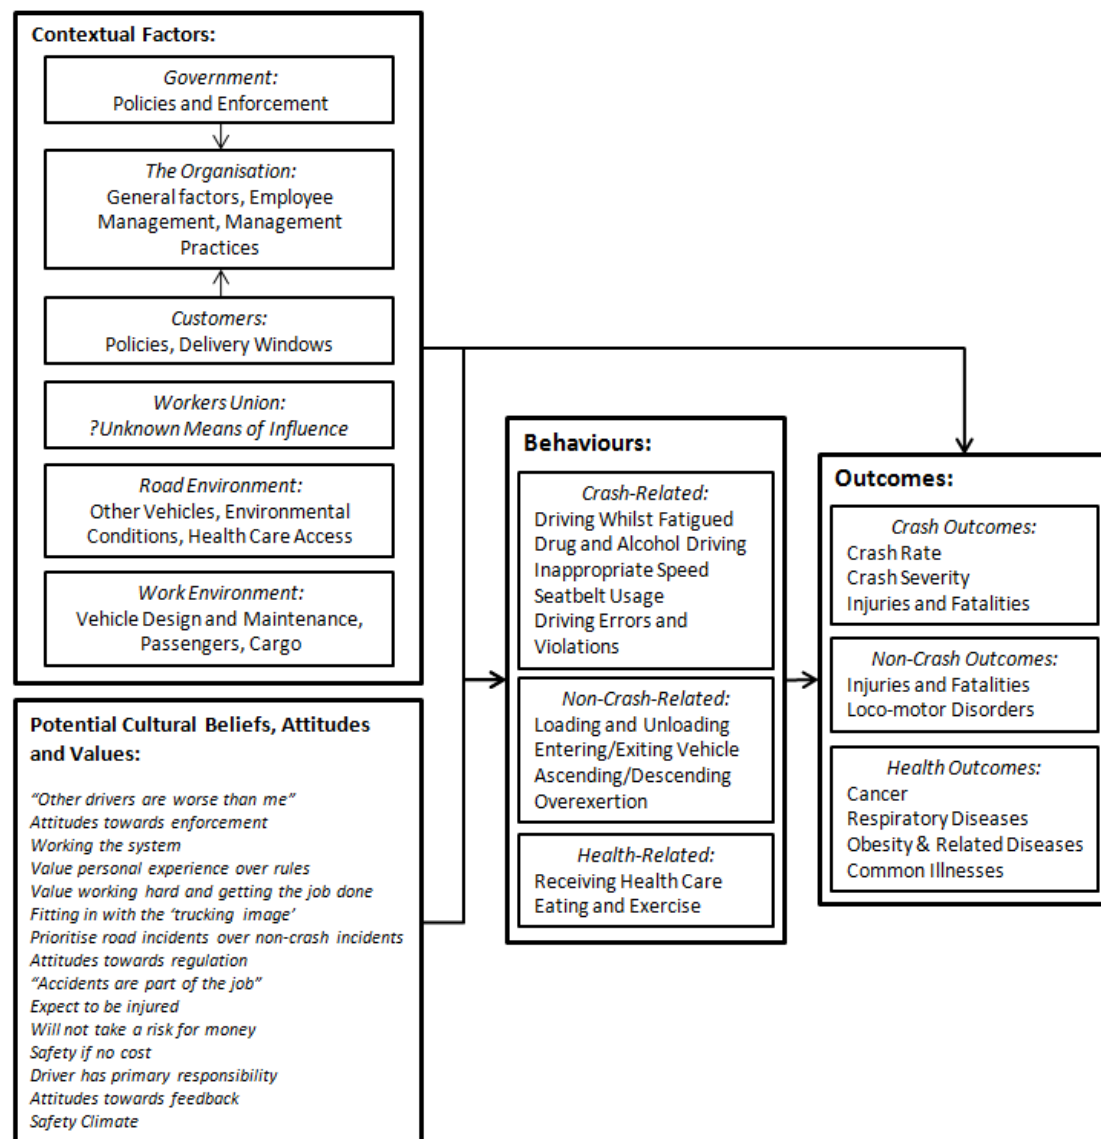 Contextual Factors:
Government:
Policies and Enforcement
The Organisation:
General factors, Employee
Management, Management
Practices
Customers:
Policies, Delivery Windows
Workers Union:
?Unknown Means of Influence
Road Environment:
Other Vehicles, Environmental
Conditions, Health Care Access
Work Environment:
Vehicle Design and Maintenance,
Passengers, Cargo
Potential Cultural Beliefs, Attitudes
and Values:
“Other drivers are worse than me”
Attitudes towards enforcement
Working the system
Value personal experience over rules
Value working hard and getting the job done
Fitting in with the ‘trucking image’
Prioritise road incidents over non-crash incidents
Attitudes towards regulation
“Accidents are part of the job”
Expect to be injured
Will not take a risk for money
Safety if no cost
Driver has primary responsibility
Attitudes towards feedback
Safety Climate
Behaviours:
Crash-Related:
Driving Whilst Fatigued
Drug and Alcohol Driving
Inappropriate Speed
Seatbelt Usage
Driving Errors and
Violations
Non-Crash-Related:
Loading and Unloading
Entering/Exiting Vehicle
Ascending/Descending
Overexertion
Health-Related:
Receiving Health Care
Eating and Exercise
Outcomes:
Crash Outcomes:
Crash Rate
Crash Severity
Injuries and Fatalities
Non-Crash Outcomes:
Injuries and Fatalities
Loco-motor Disorders
Health Outcomes:
Cancer
Respiratory Diseases
Obesity & Related Diseases
Common Illnesses